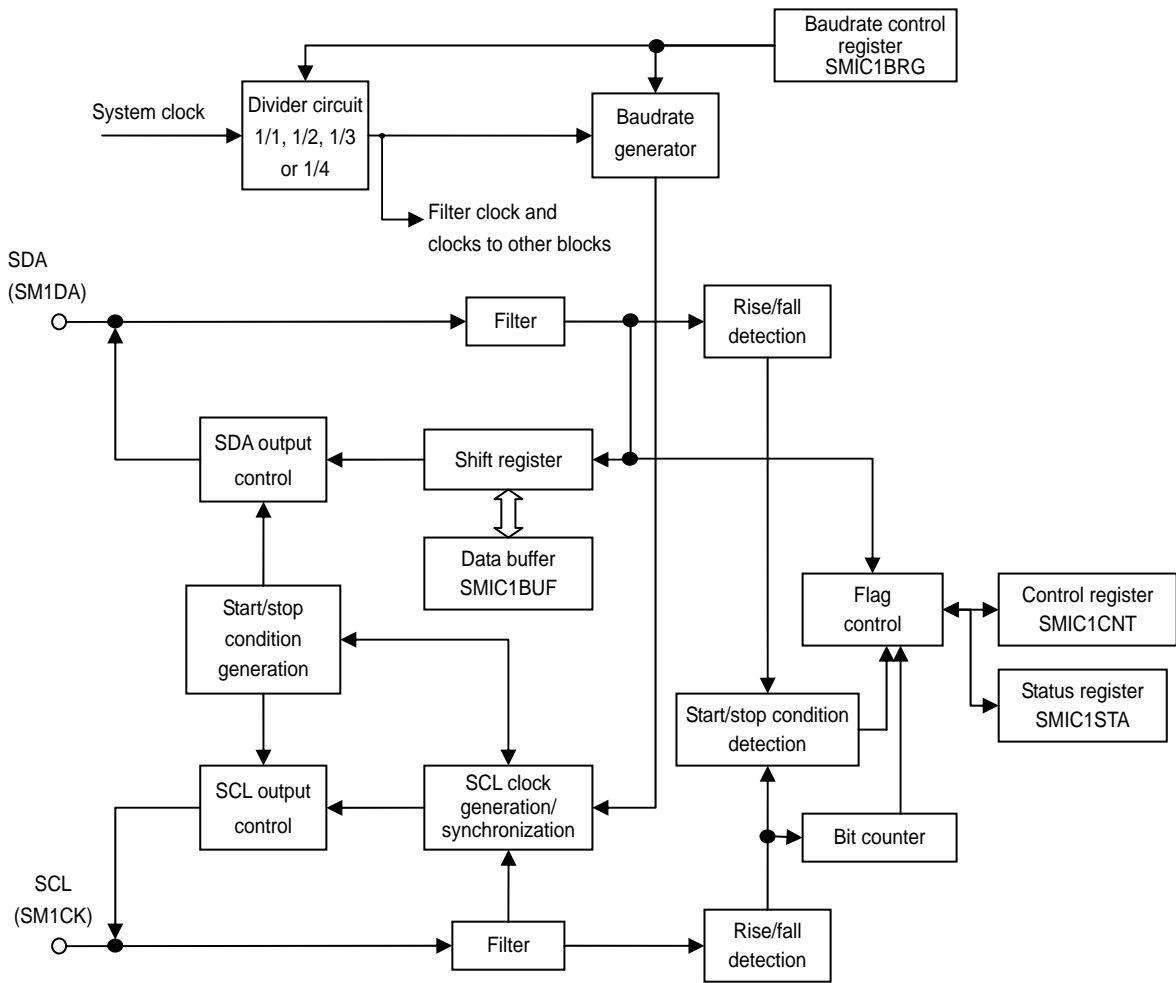 Baudrate control
register
SMIC1BRG
System clock
Divider circuit
1/1, 1/2, 1/3
or 1/4
Baudrate
generator
Filter clock and
clocks to other blocks
SDA
(SM1DA)
Filter
Rise/fall
detection
SDA output
control
Shift register
Data buffer
SMIC1BUF
Start/stop
condition
generation
Flag
control
Control register
SMIC1CNT
Status register
SMIC1STA
Start/stop condition
detection
SCL output
control
SCL clock
generation/
synchronization
Bit counter
SCL
(SM1CK)
Filter
Rise/fall
detection